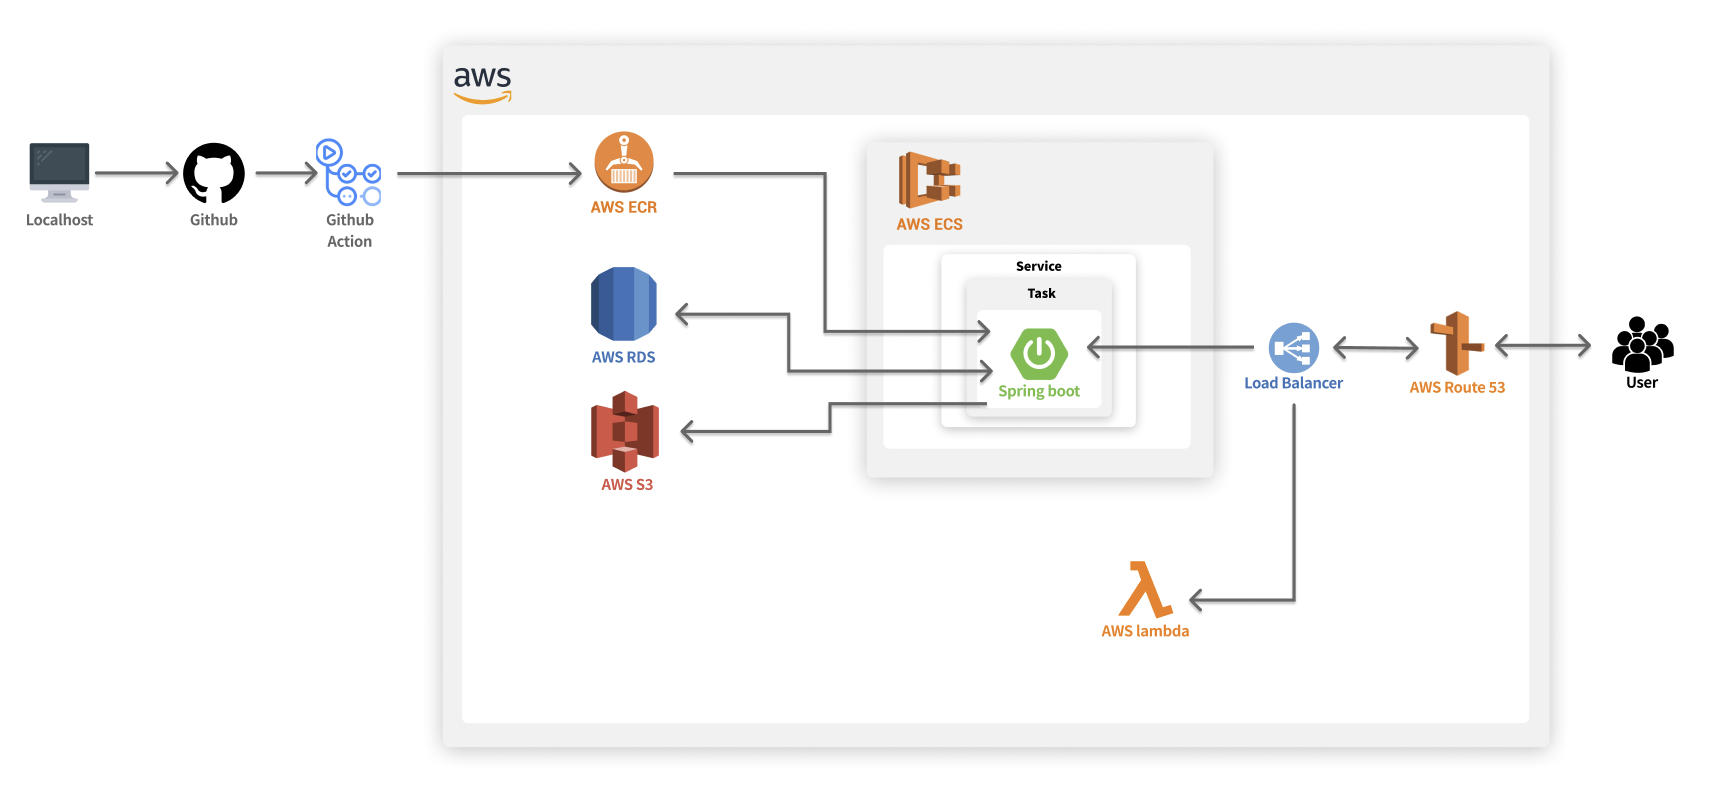 aws
Localhost
Github
Github
Action
AWS ECR
AWS RDS
AWS S3
AWS ECS
Service
Task
Spring boot
Load Balancer
AWS Route 53
User
AWS lambda